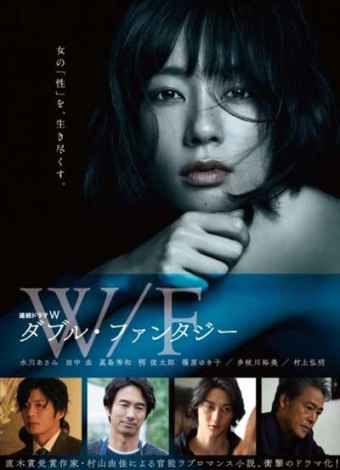 女の「性」を、生き尽くす。
W/F
連続ドラマW
ダブル・ファンタジー
水川あさみ 田中 圭 眞島秀和 栁 俊太郎 篠原ゆき子／多岐川裕美／村上弘明
直木賞受賞作家・村山由佳による官能ラブロマンス小説、衝撃のドラマ化!